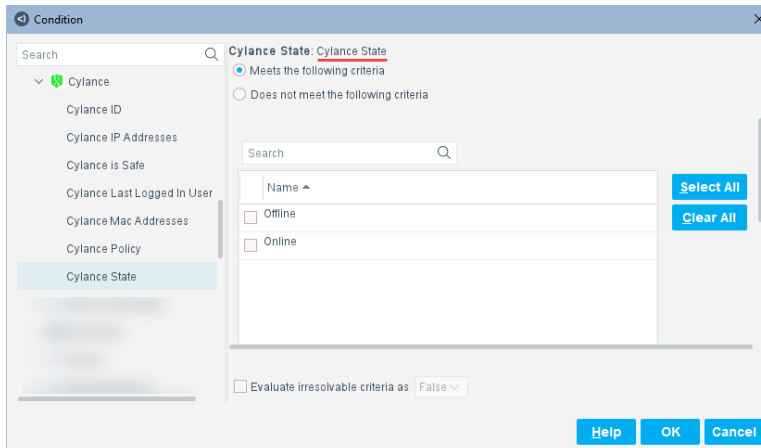 Condition
Search
Cylance
Cylance ID
Cylance IP Addresses
Cylance is Safe
Cylance Last Logged In User
Cylance Mac Addresses
Cylance Policy
Cylance State
Cylance State: Cylance State
Meets the following criteria
Does not meet the following criteria
Search
Name
Offline
Online
Select All
Clear All
Evaluate irresolvable criteria as False
Help OK Cancel